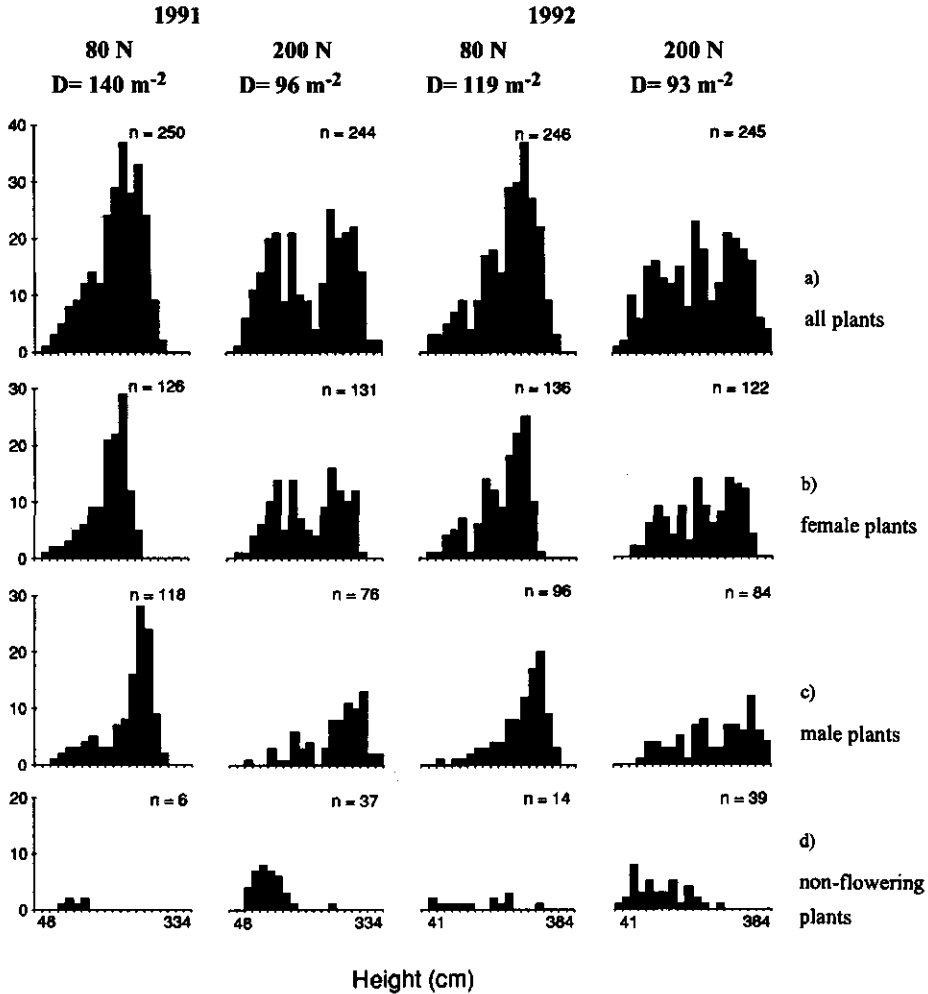 1991 1992
80 N 200 N 80 N 200 N
D= 140 m-2 D= 96 m-2 D= 119 m-2 D= 93 m-2
40
30
20
10
0
n = 250 n = 244 n = 246 n = 245
a)
all plants
30
20
10
0
n = 126 n = 131 n = 136 n = 122
b)
female plants
30
20
10
0
n = 118 n = 76 n = 96 n = 84
c)
male plants
20
10
0
n = 6 n = 37 n = 14 n = 39
d)
non-flowering
plants
48 334 48 334 41 384 41 384
Height (cm)